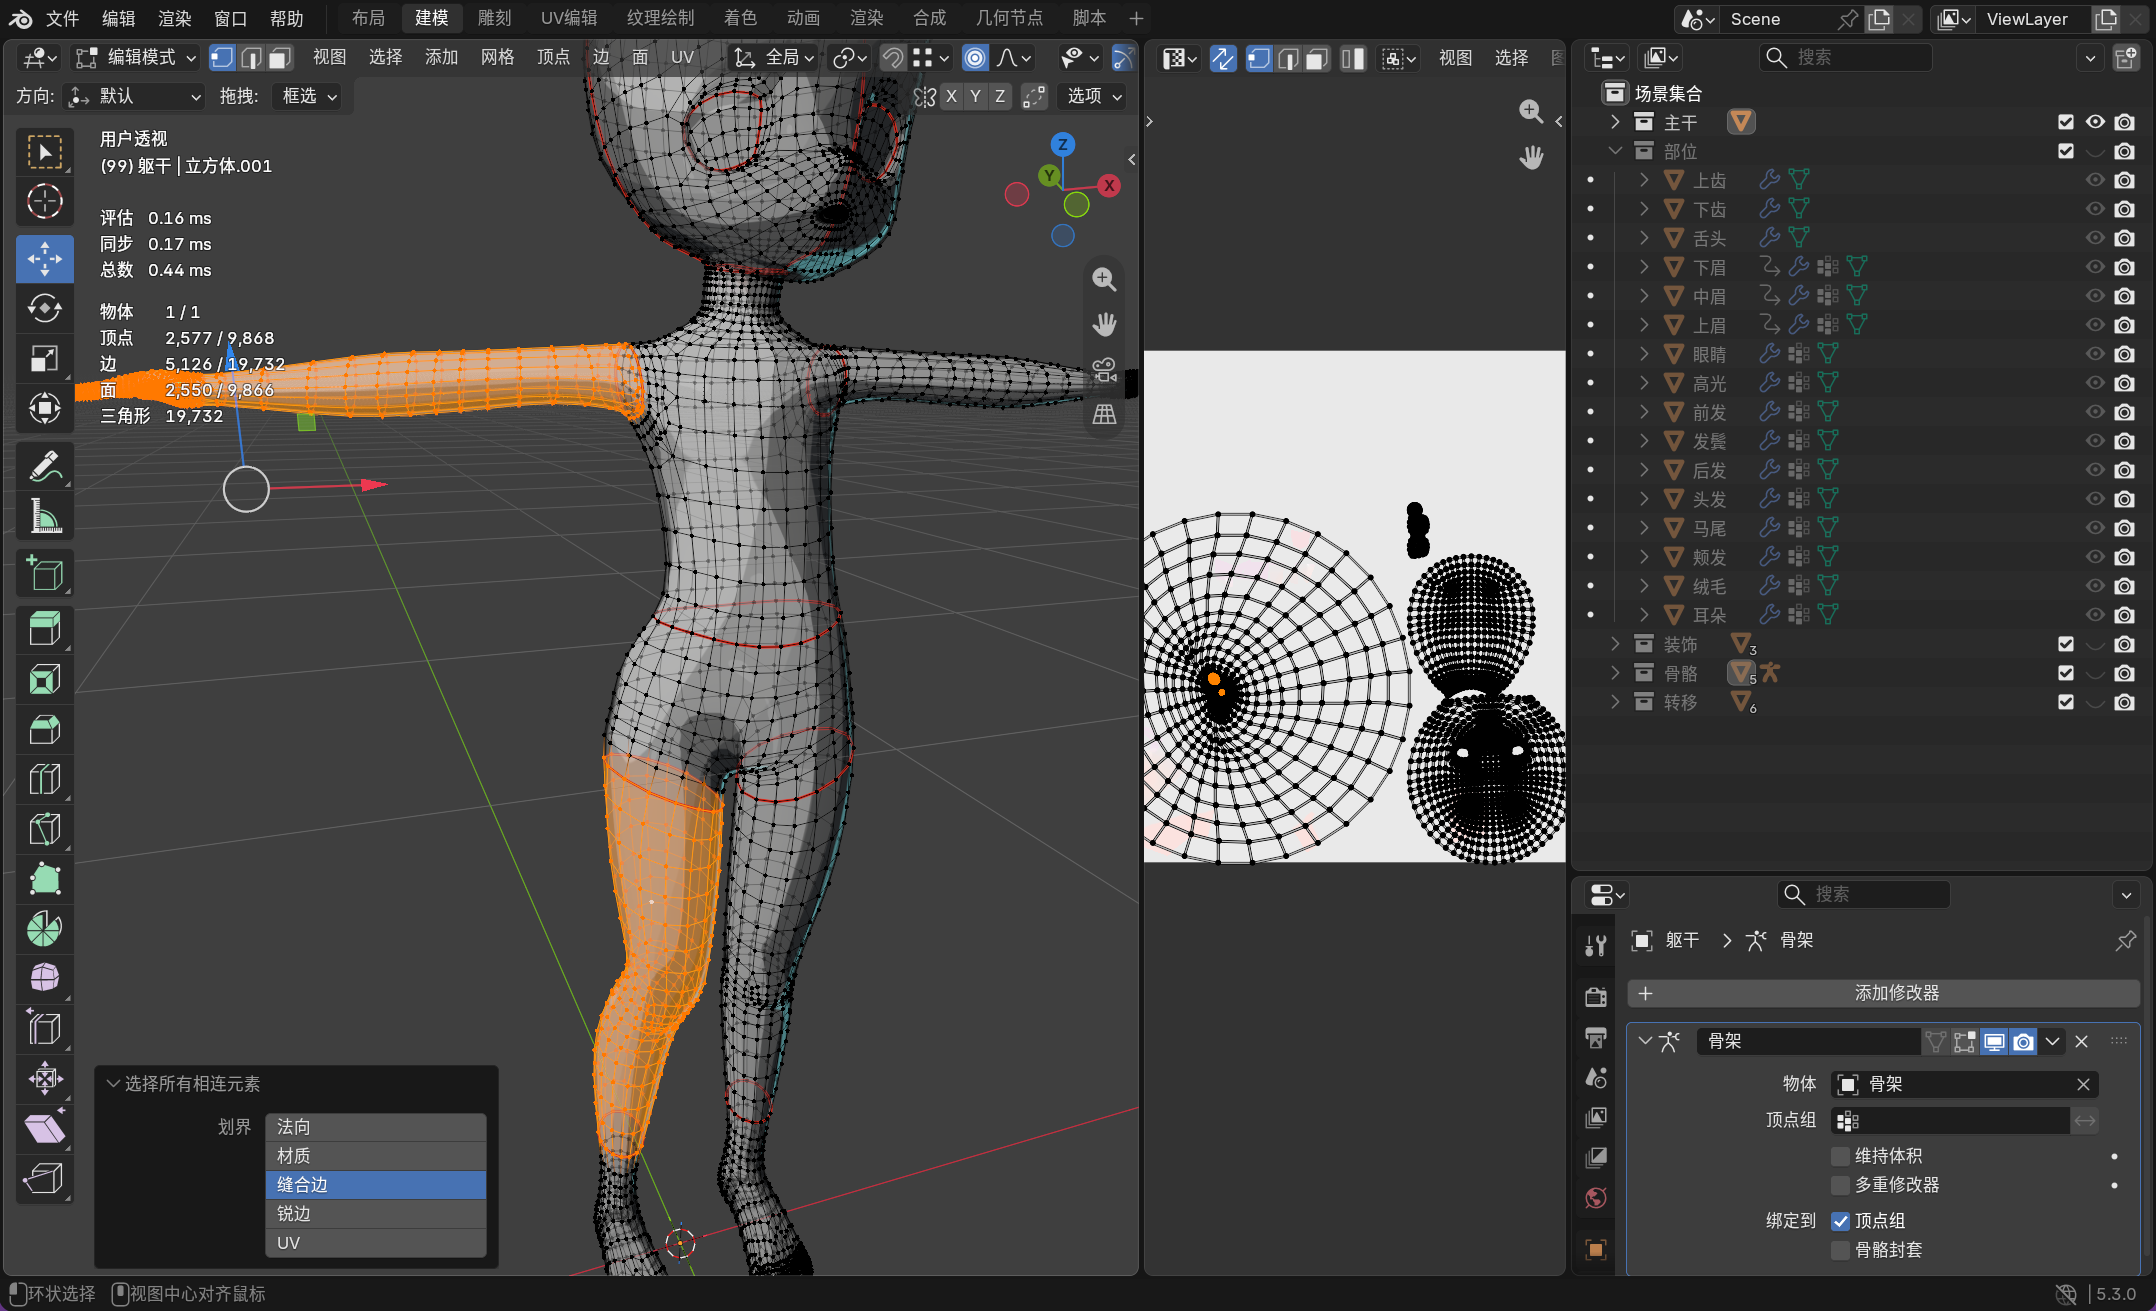 文件 编辑 渲染 窗口 帮助 布局 建模 雕刻 UV编辑 纹理绘制 着色 动画 渲染 合成 几何节点 脚本 Scene ViewLayer
编辑模式 视图 选择 添加 网格 顶点 边 面 UV 全局
方向: 默认 拖拽: 框选 X Y Z 选项
用户透视
(99) 躯干 | 立方体.001
评估 0.16 ms
同步 0.17 ms
总数 0.44 ms
物体 1 / 1
顶点 2,577 / 9,868
边 5,126 / 19,732
面 2,550 / 9,866
三角形 19,732
Z
Y
X
选择所有相连元素
划界 法向
材质
缝合边
锐边
UV
视图 选择
搜索
场景集合
主干
部位
上齿
下齿
舌头
下眉
中眉
上眉
眼睛
高光
前发
发鬓
后发
头发
马尾
颊发
绒毛
耳朵
装饰 3
骨骼 5
转移 6
搜索
躯干 骨架
添加修改器
骨架
物体 骨架
顶点组
维持体积
多重修改器
绑定到 顶点组
骨骼封套
环状选择 视图中心对齐鼠标 5.3.0